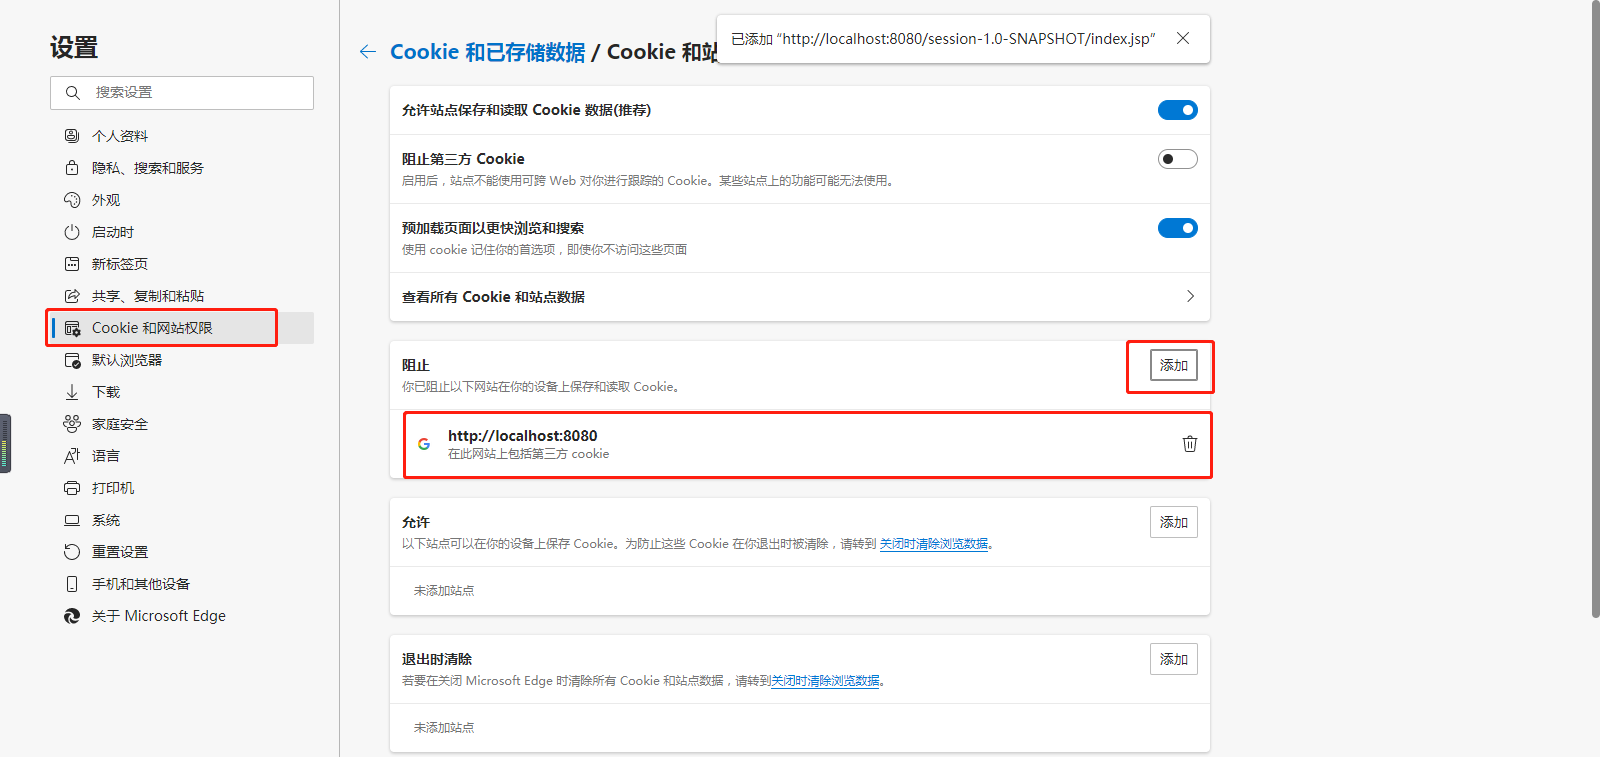 设置
搜索设置
个人资料
隐私、搜索和服务
外观
启动时
新标签页
共享、复制和粘贴
Cookie 和网站权限
默认浏览器
下载
家庭安全
语言
打印机
系统
重置设置
手机和其他设备
关于 Microsoft Edge
Cookie 和已存储数据 / Cookie 和站
已添加 “http://localhost:8080/session-1.0-SNAPSHOT/index.jsp”
允许站点保存和读取 Cookie 数据(推荐)
阻止第三方 Cookie
启用后，站点不能使用可跨 Web 对你进行跟踪的 Cookie。某些站点上的功能可能无法使用。
预加载页面以更快浏览和搜索
使用 cookie 记住你的首选项，即使你不访问这些页面
查看所有 Cookie 和站点数据
阻止
添加
你已阻止以下网站在你的设备上保存和读取 Cookie。
http://localhost:8080
在此网站上包括第三方 cookie
允许
添加
以下站点可以在你的设备上保存 Cookie。为防止这些 Cookie 在你退出时被清除，请转到 关闭时清除浏览数据。
未添加站点
退出时清除
添加
若要在关闭 Microsoft Edge 时清除所有 Cookie 和站点数据，请转到关闭时清除浏览数据。
未添加站点